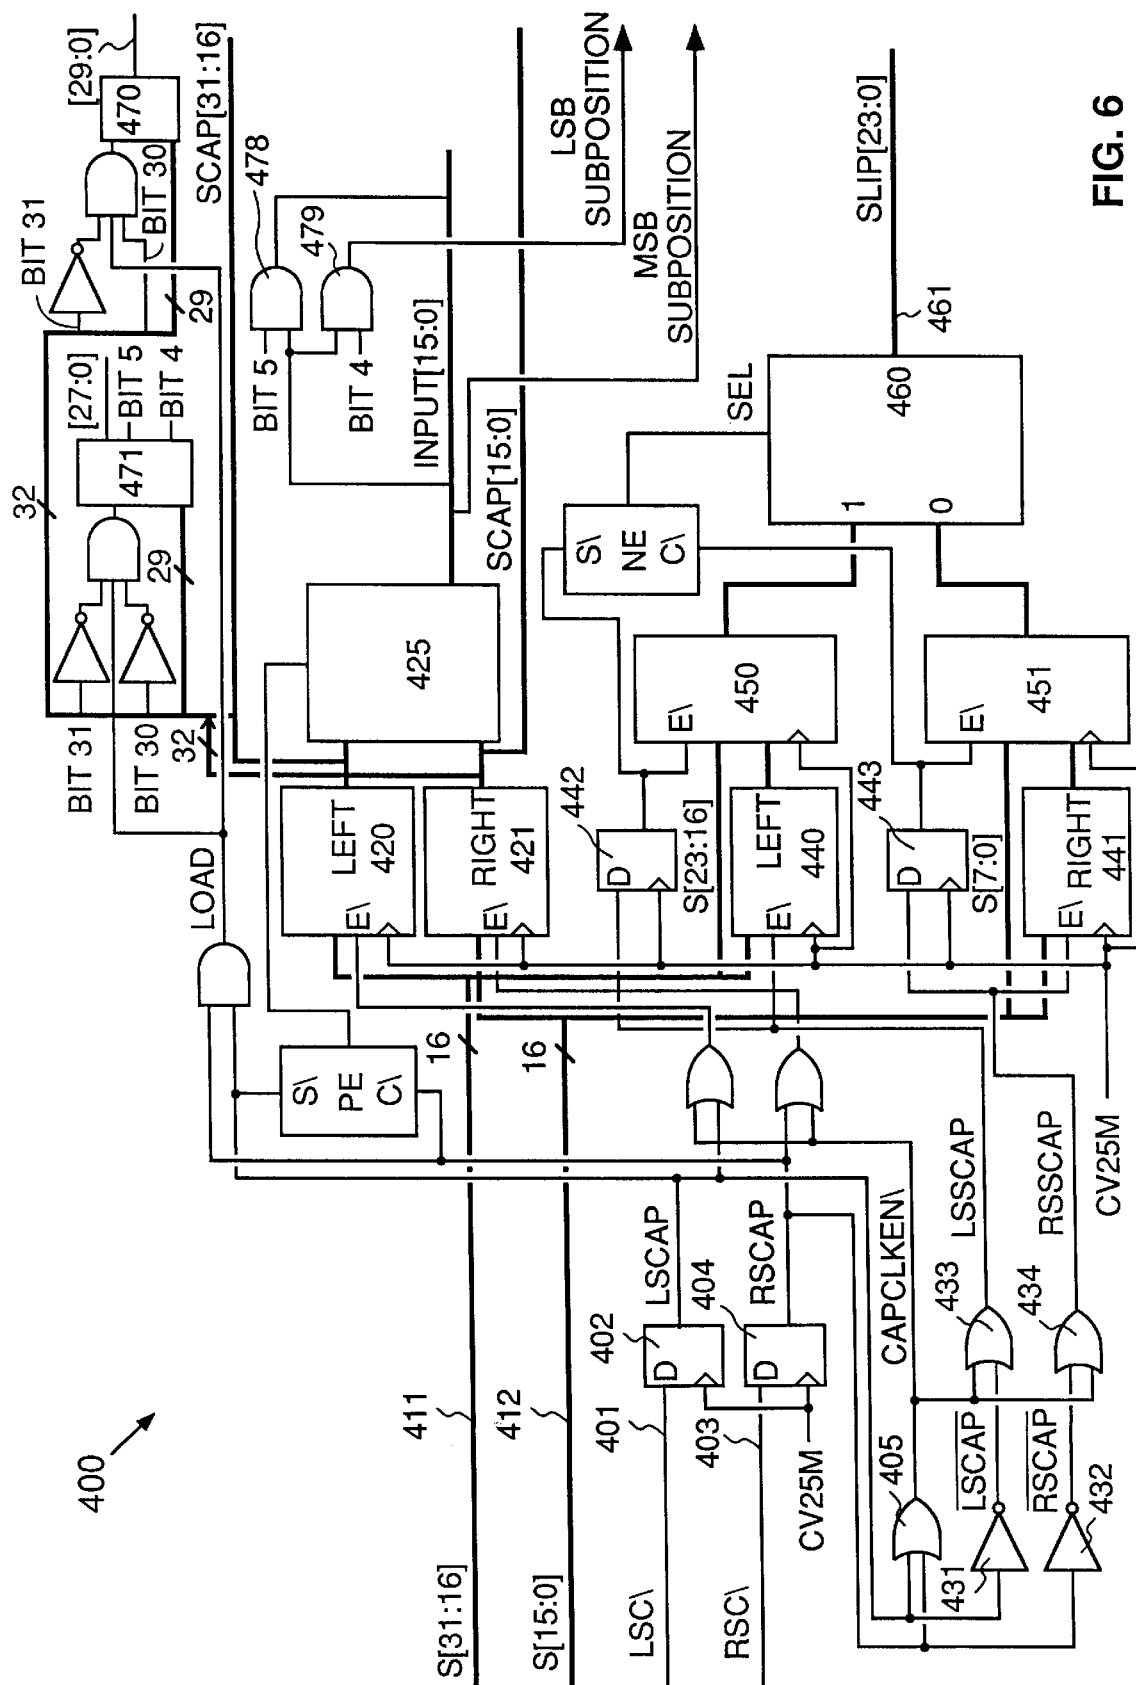 400
S[31:16]
411
16
S[15:0]
412
16
LSC\
401
D
402
LSCAP
RSC\
403
D
404
RSCAP
CV25M
405
CAPCLKEN\
431
LSCAP
433
LSSCAP
432
RSCAP
434
RSSCAP
CV25M
S\
PE
C\
LOAD
BIT 31
BIT 30
32
32
29
471
[27:0]
BIT 5
BIT 4
BIT 31
BIT 30
29
470
[29:0]
SCAP[31:16]
LEFT
420
E\
RIGHT
421
E\
425
BIT 5
BIT 4
478
479
INPUT[15:0]
SCAP[15:0]
LSB
SUBPOSITION
MSB
SUBPOSITION
442
D
S[23:16]
LEFT
440
E\
E\
450
443
D
S[7:0]
RIGHT
441
E\
E\
451
S\
NE
C\
SEL
1
0
460
461
SLIP[23:0]
FIG. 6